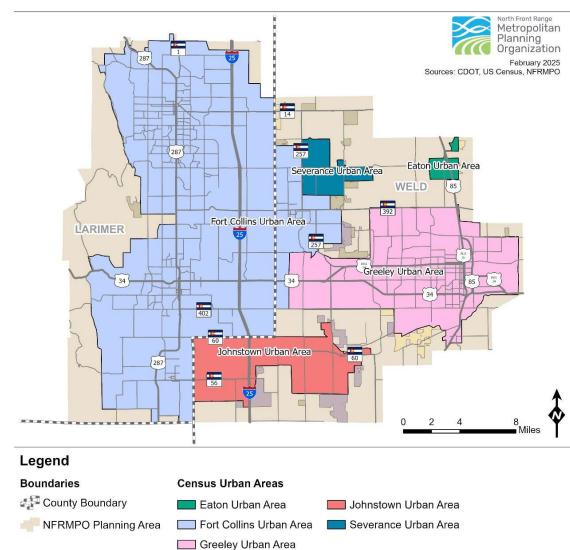 North Front Range
Metropolitan
Planning
Organization
February 2025
Sources: CDOT, US Census, NFRMPO
287
1
25
14
257
287
Severance Urban Area
Eaton Urban Area
WELD
85
392
LARIMER
Fort Collins Urban Area
25
257
34
34
Greeley Urban Area
34
85
402
60
Johnstown Urban Area
60
287
56
25
0 2 4 8
Miles
N
Legend
Boundaries
County Boundary
NFRMPO Planning Area
Census Urban Areas
Eaton Urban Area
Fort Collins Urban Area
Greeley Urban Area
Johnstown Urban Area
Severance Urban Area